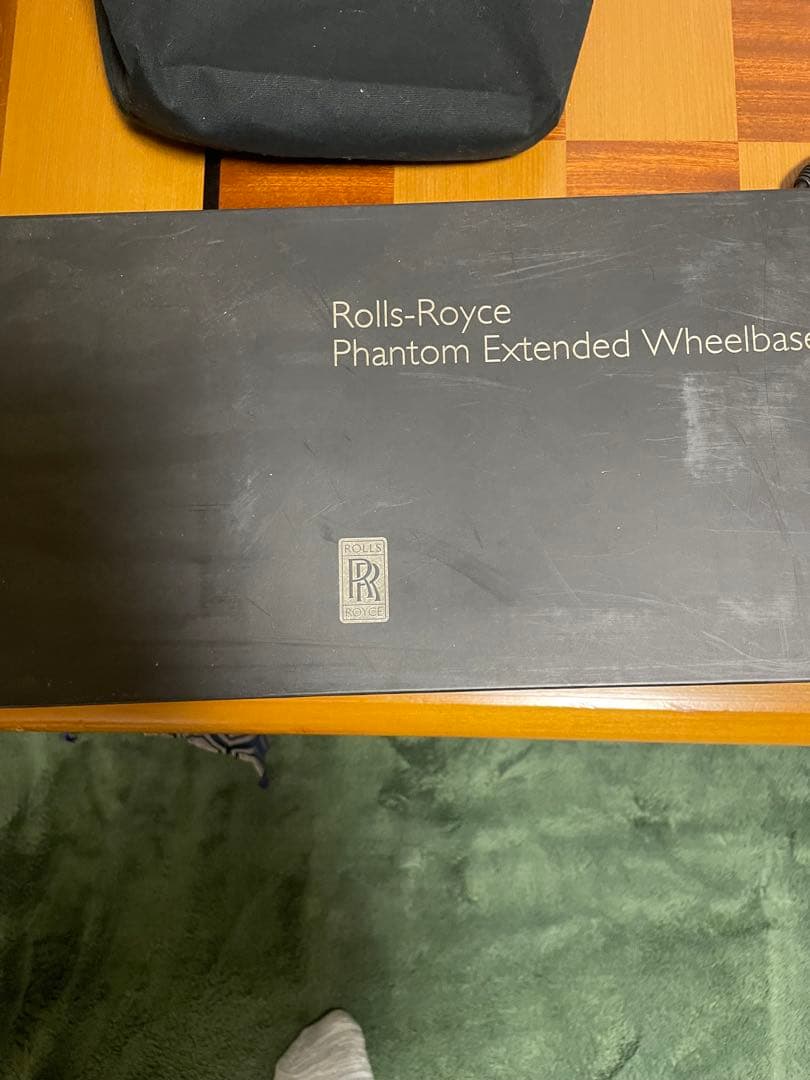 Rolls-Royce
Phantom Extended Wheelbase
ROLLS
RR
ROYCE